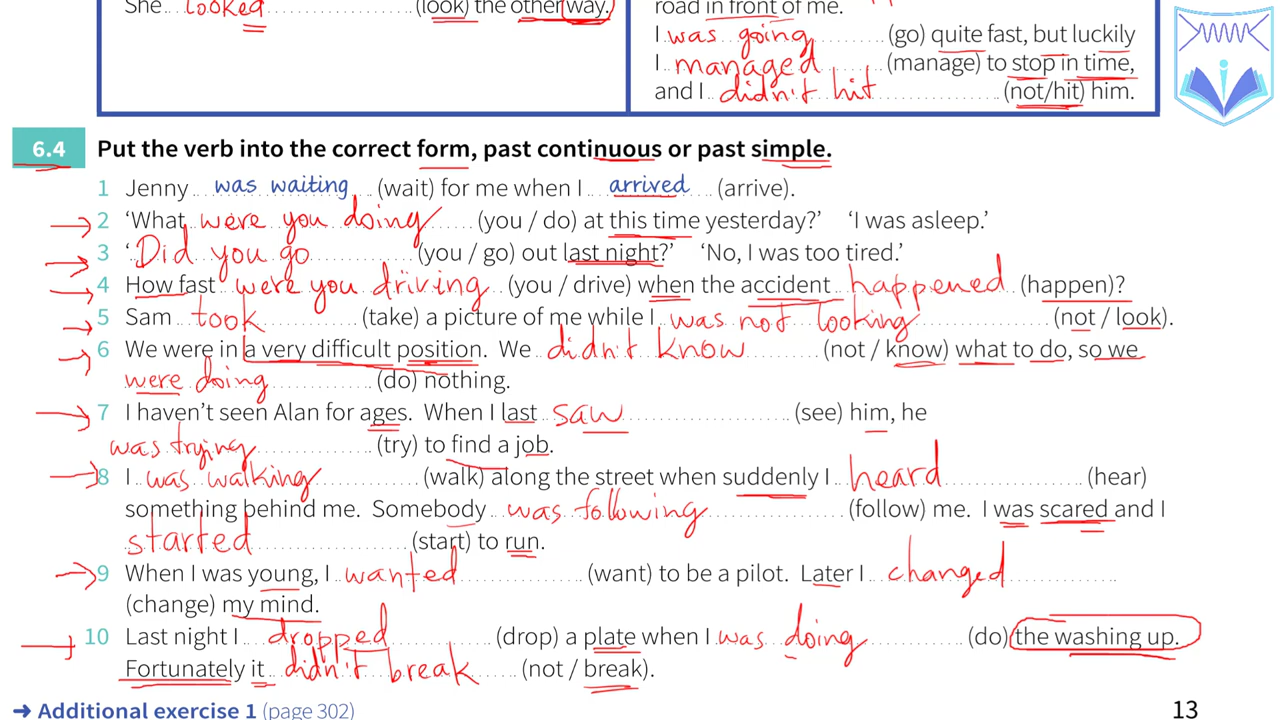 She looked (look) the other way.
road in front of me.
I was going (go) quite fast, but luckily
I managed (manage) to stop in time,
and I didn't hit (not/hit) him.
6.4 Put the verb into the correct form, past continuous or past simple.
1 Jenny was waiting (wait) for me when I arrived (arrive).
2 ‘What were you doing (you / do) at this time yesterday?’ ‘I was asleep.’
3 ‘Did you go (you / go) out last night?’ ‘No, I was too tired.’
4 How fast were you driving (you / drive) when the accident happened (happen)?
5 Sam took (take) a picture of me while I was not looking (not / look).
6 We were in a very difficult position. We didn't know (not / know) what to do, so we
were doing (do) nothing.
7 I haven’t seen Alan for ages. When I last saw (see) him, he
was trying (try) to find a job.
8 I was walking (walk) along the street when suddenly I heard (hear)
something behind me. Somebody was following (follow) me. I was scared and I
started (start) to run.
9 When I was young, I wanted (want) to be a pilot. Later I changed
(change) my mind.
10 Last night I dropped (drop) a plate when I was doing (do) the washing up.
Fortunately it didn't break (not / break).
➜ Additional exercise 1 (page 302)
13